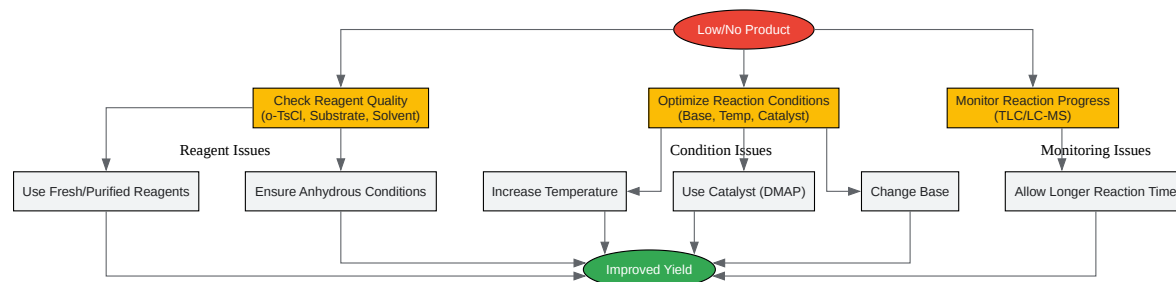 Low/No Product
Check Reagent Quality
(o-TsCl, Substrate, Solvent)
Optimize Reaction Conditions
(Base, Temp, Catalyst)
Monitor Reaction Progress
(TLC/LC-MS)
Reagent Issues
Condition Issues
Monitoring Issues
Use Fresh/Purified Reagents
Ensure Anhydrous Conditions
Increase Temperature
Use Catalyst (DMAP)
Change Base
Allow Longer Reaction Time
Improved Yield